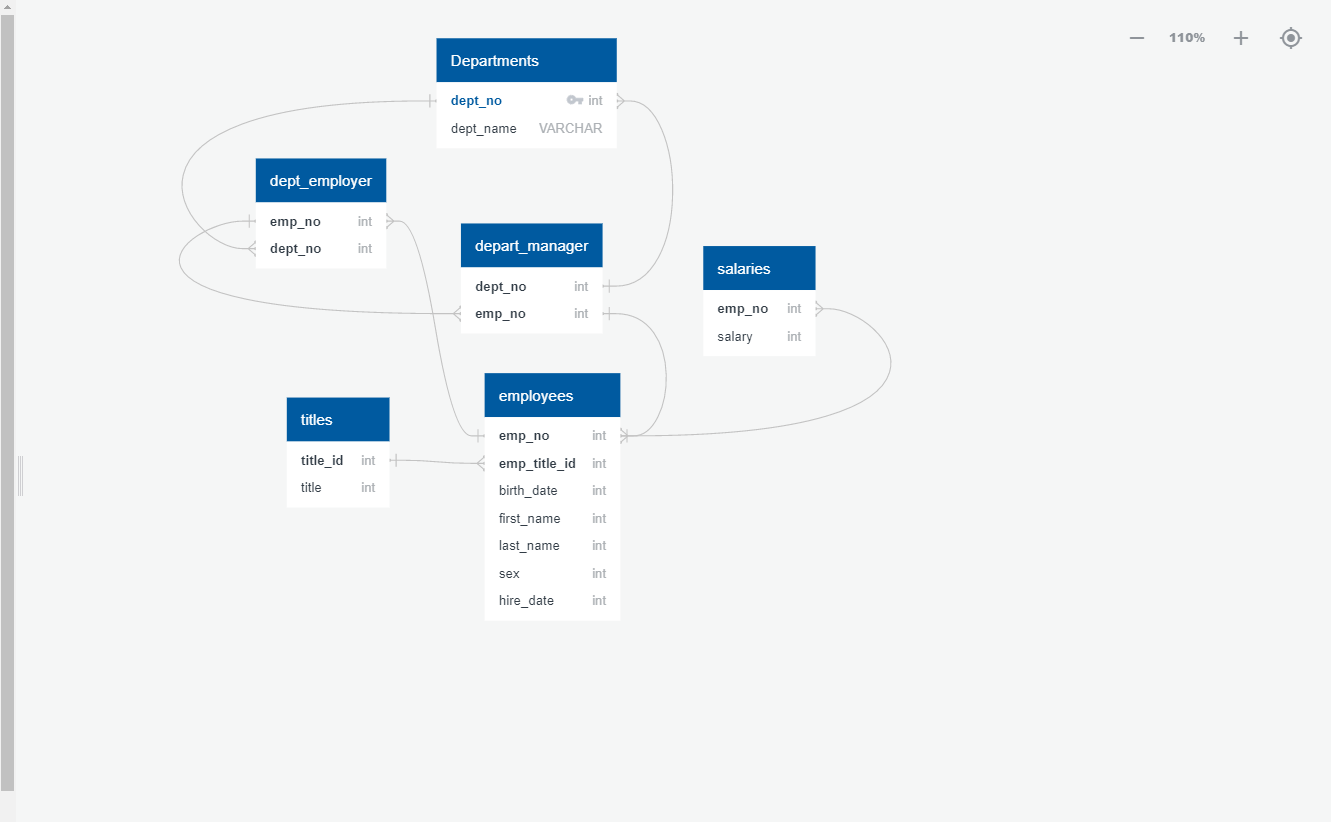 110%
Departments
dept_no int
dept_name VARCHAR
dept_employer
emp_no int
dept_no int
depart_manager
dept_no int
emp_no int
salaries
emp_no int
salary int
titles
title_id int
title int
employees
emp_no int
emp_title_id int
birth_date int
first_name int
last_name int
sex int
hire_date int